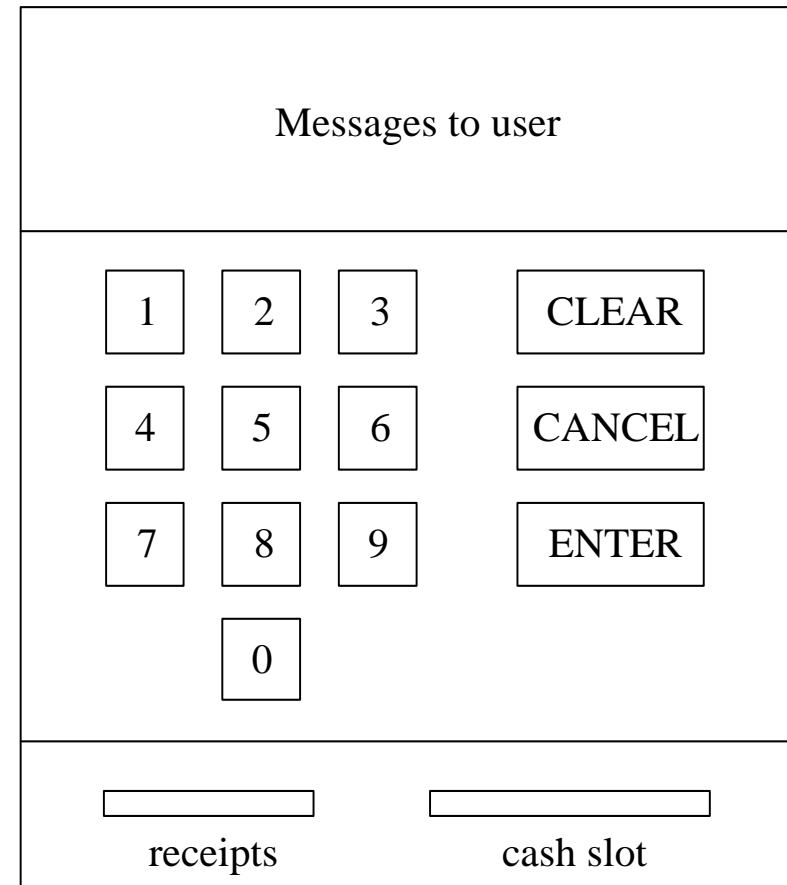 Messages to user
1 2 3 CLEAR
4 5 6 CANCEL
7 8 9 ENTER
0
receipts cash slot